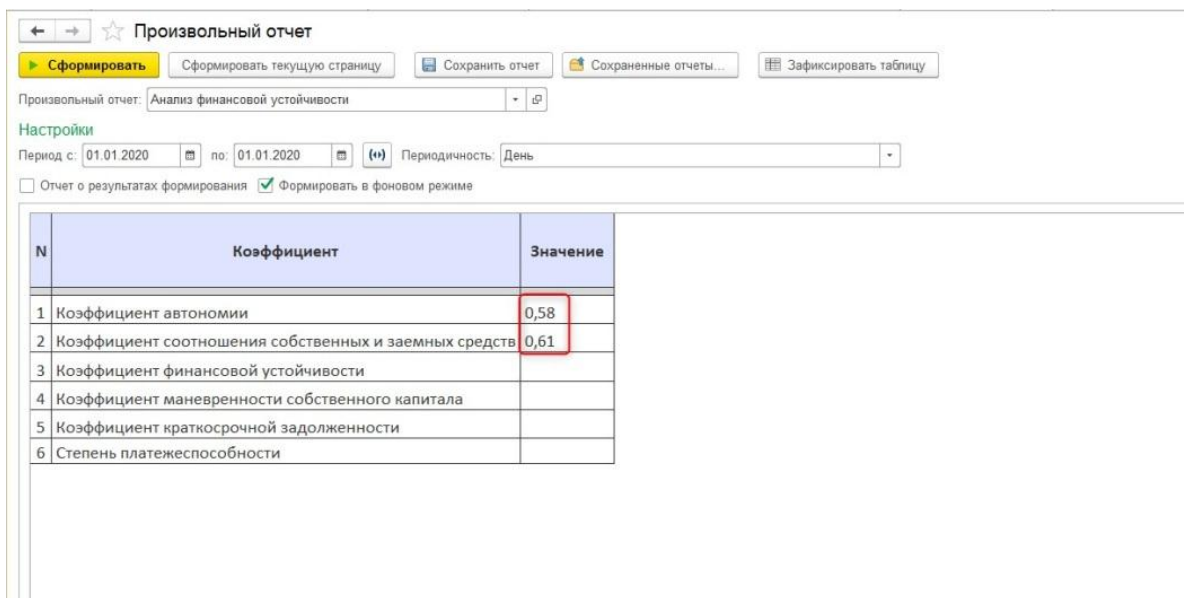 Произвольный отчет
Сформировать Сформировать текущую страницу Сохранить отчет Сохраненные отчеты... Зафиксировать таблицу
Произвольный отчет: Анализ финансовой устойчивости
Настройки
Период с: 01.01.2020 по: 01.01.2020 Периодичность: День
Отчет о результатах формирования Формировать в фоновом режиме
N Коэффициент Значение
1 Коэффициент автономии 0,58
2 Коэффициент соотношения собственных и заемных средств 0,61
3 Коэффициент финансовой устойчивости
4 Коэффициент маневренности собственного капитала
5 Коэффициент краткосрочной задолженности
6 Степень платежеспособности